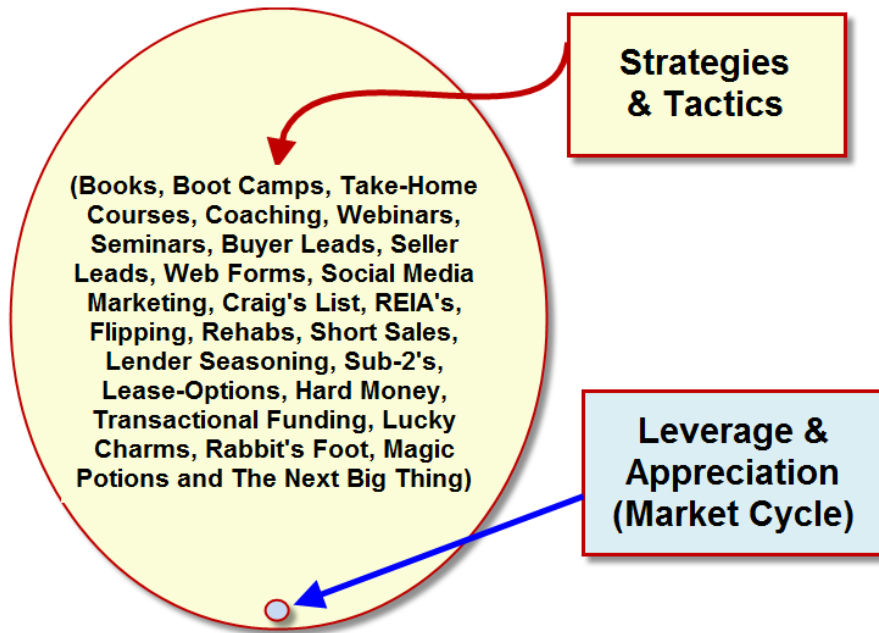 Strategies
& Tactics
(Books, Boot Camps, Take-Home
Courses, Coaching, Webinars,
Seminars, Buyer Leads, Seller
Leads, Web Forms, Social Media
Marketing, Craig's List, REIA's,
Flipping, Rehabs, Short Sales,
Lender Seasoning, Sub-2's,
Lease-Options, Hard Money,
Transactional Funding, Lucky
Charms, Rabbit's Foot, Magic
Potions and The Next Big Thing)
Leverage &
Appreciation
(Market Cycle)